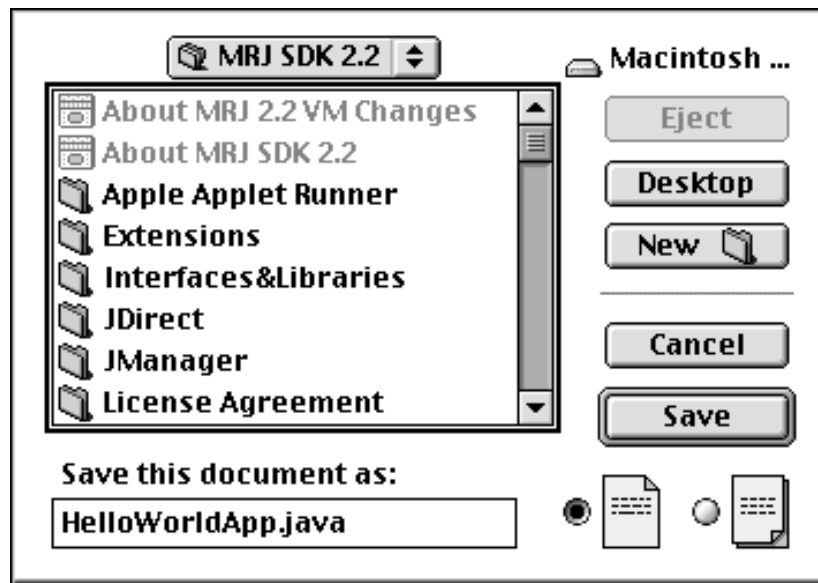 MRJ SDK 2.2
Macintosh ...
About MRJ 2.2 VM Changes
About MRJ SDK 2.2
Apple Applet Runner
Extensions
Interfaces&Libraries
JDirect
JManager
License Agreement
Eject
Desktop
New
Cancel
Save
Save this document as:
HelloWorldApp.java